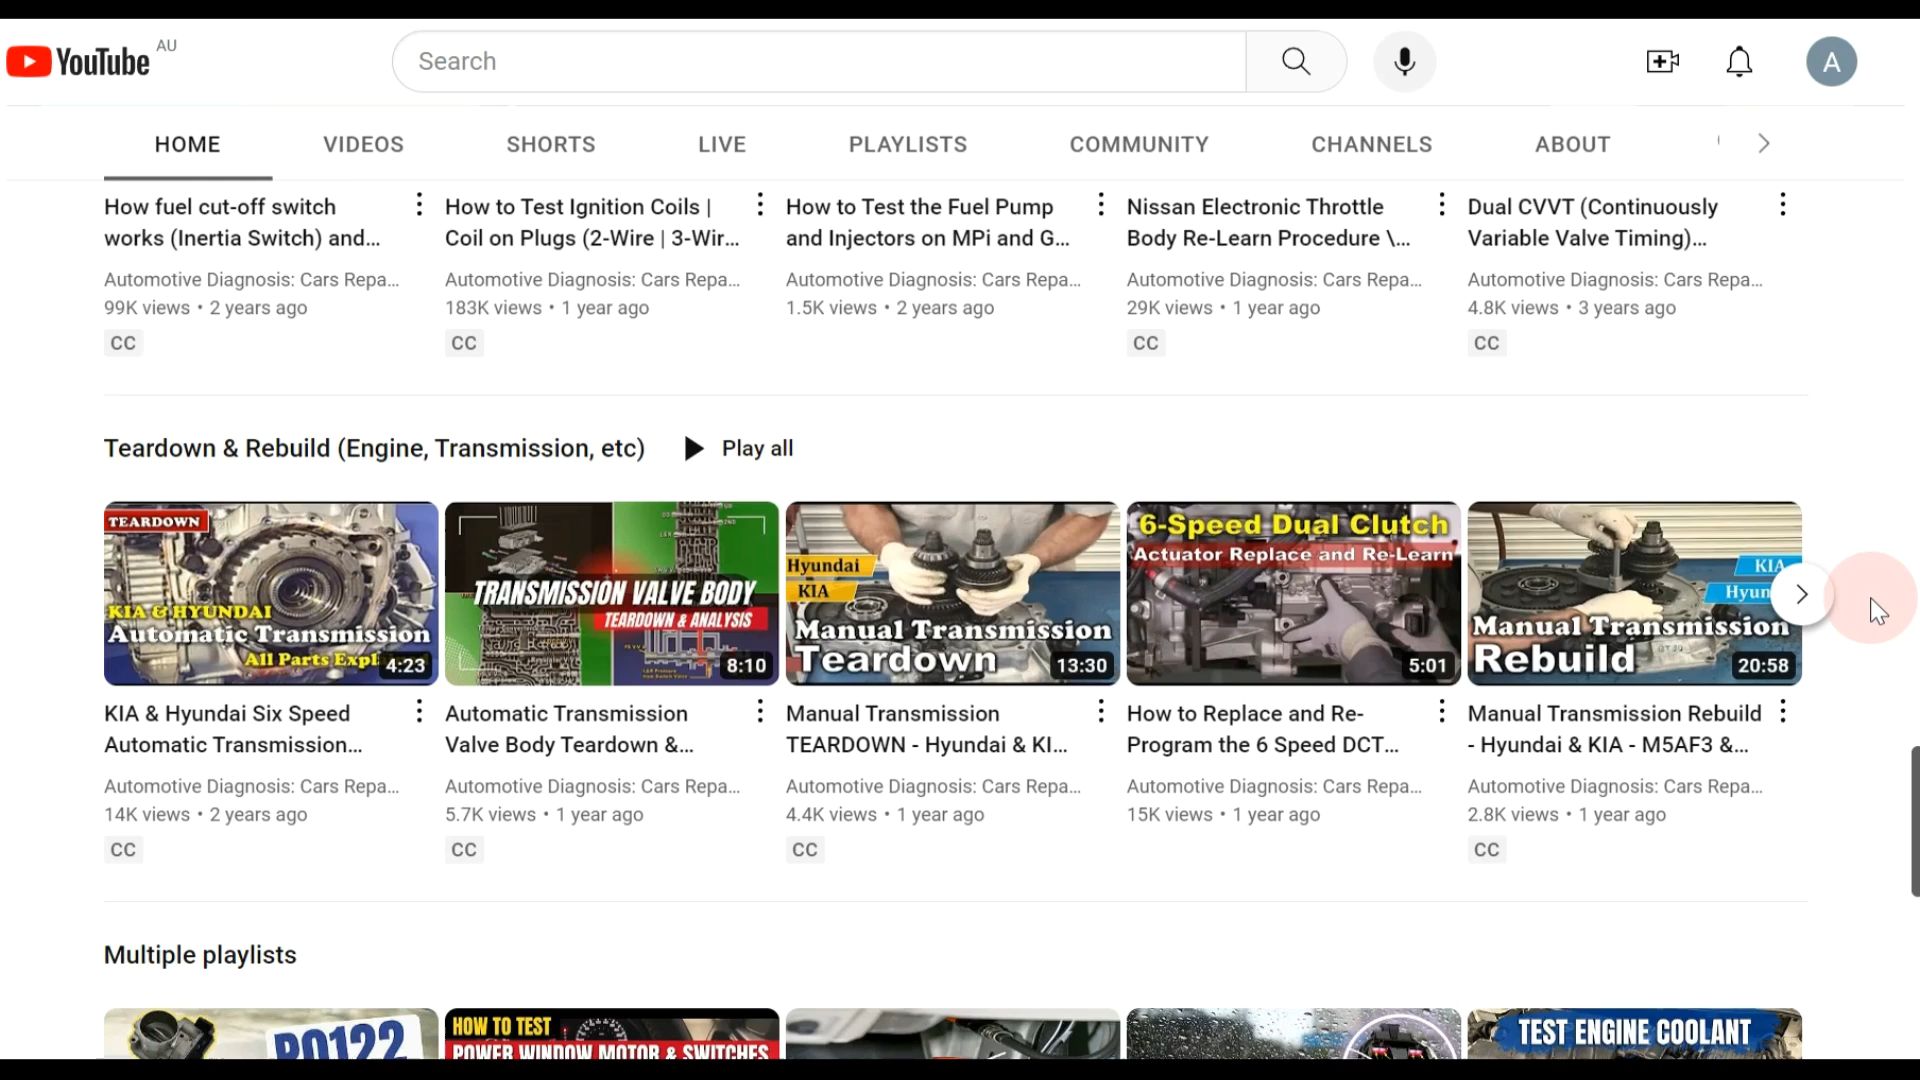 YouTube AU
Search
A
HOME VIDEOS SHORTS LIVE PLAYLISTS COMMUNITY CHANNELS ABOUT
How fuel cut-off switch
works (Inertia Switch) and...
Automotive Diagnosis: Cars Repa...
99K views • 2 years ago
CC
How to Test Ignition Coils |
Coil on Plugs (2-Wire | 3-Wir...
Automotive Diagnosis: Cars Repa...
183K views • 1 year ago
CC
How to Test the Fuel Pump
and Injectors on MPi and G...
Automotive Diagnosis: Cars Repa...
1.5K views • 2 years ago
Nissan Electronic Throttle
Body Re-Learn Procedure \...
Automotive Diagnosis: Cars Repa...
29K views • 1 year ago
CC
Dual CVVT (Continuously
Variable Valve Timing)...
Automotive Diagnosis: Cars Repa...
4.8K views • 3 years ago
CC
Teardown & Rebuild (Engine, Transmission, etc) Play all
TEARDOWN
KIA & HYUNDAI
Automatic Transmission
All Parts Expl
4:23
KIA & Hyundai Six Speed
Automatic Transmission...
Automotive Diagnosis: Cars Repa...
14K views • 2 years ago
CC
TRANSMISSION VALVE BODY
TEARDOWN & ANALYSIS
8:10
Automatic Transmission
Valve Body Teardown &...
Automotive Diagnosis: Cars Repa...
5.7K views • 1 year ago
CC
Hyundai
KIA
Manual Transmission
Teardown
13:30
Manual Transmission
TEARDOWN - Hyundai & KI...
Automotive Diagnosis: Cars Repa...
4.4K views • 1 year ago
CC
6-Speed Dual Clutch
Actuator Replace and Re-Learn
5:01
How to Replace and Re-
Program the 6 Speed DCT...
Automotive Diagnosis: Cars Repa...
15K views • 1 year ago
KIA
Hyun
Manual Transmission
Rebuild
20:58
Manual Transmission Rebuild
- Hyundai & KIA - M5AF3 &...
Automotive Diagnosis: Cars Repa...
2.8K views • 1 year ago
CC
Multiple playlists
P0122
HOW TO TEST
POWER WINDOW MOTOR & SWITCHES
TEST ENGINE COOLANT